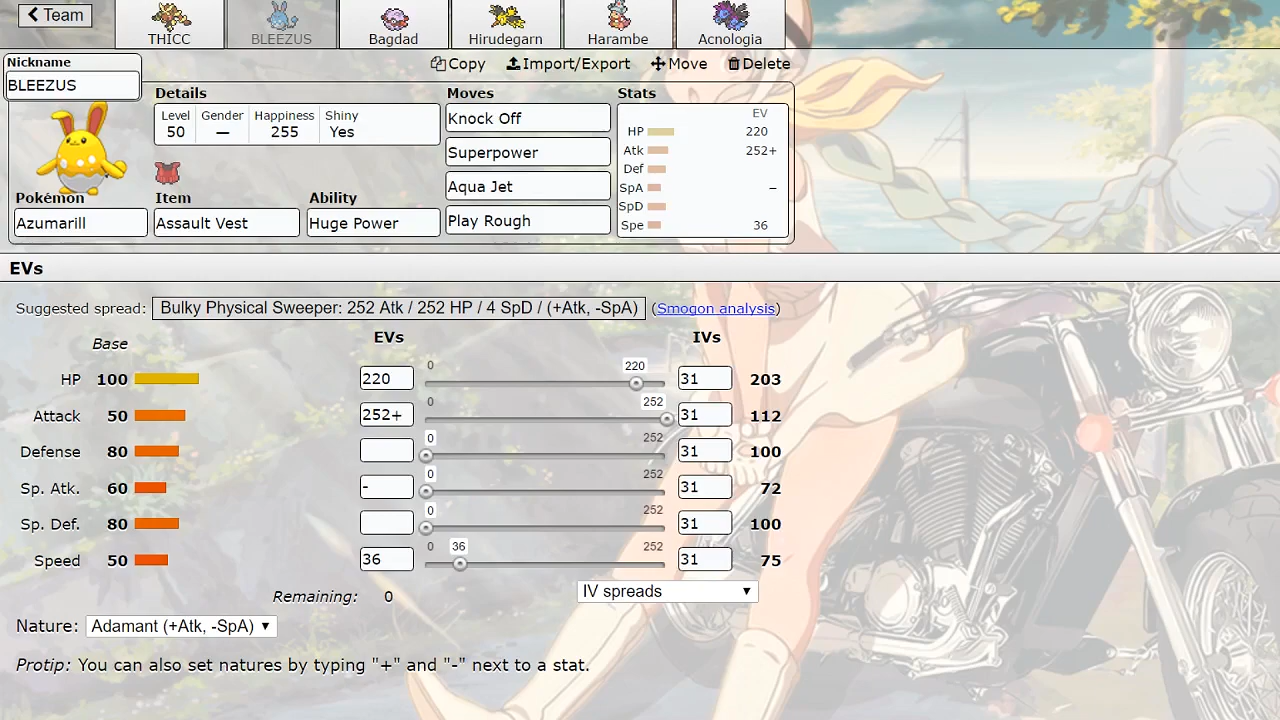 Team
THICC BLEEZUS Bagdad Hirudegarn Harambe Acnologia
Nickname
BLEEZUS
Copy Import/Export Move Delete
Details
Level Gender Happiness Shiny
50 — 255 Yes
Pokémon Item Ability
Azumarill Assault Vest Huge Power
Moves
Knock Off
Superpower
Aqua Jet
Play Rough
Stats
EV
HP 220
Atk 252+
Def
SpA –
SpD
Spe 36
EVs
Suggested spread: Bulky Physical Sweeper: 252 Atk / 252 HP / 4 SpD / (+Atk, -SpA) (Smogon analysis)
Base EVs IVs
HP 100 220 0 220 31 203
Attack 50 252+ 0 252 31 112
Defense 80 0 252 31 100
Sp. Atk. 60 - 0 252 31 72
Sp. Def. 80 0 252 31 100
Speed 50 36 0 36 252 31 75
Remaining: 0 IV spreads
Nature: Adamant (+Atk, -SpA)
Protip: You can also set natures by typing "+" and "-" next to a stat.